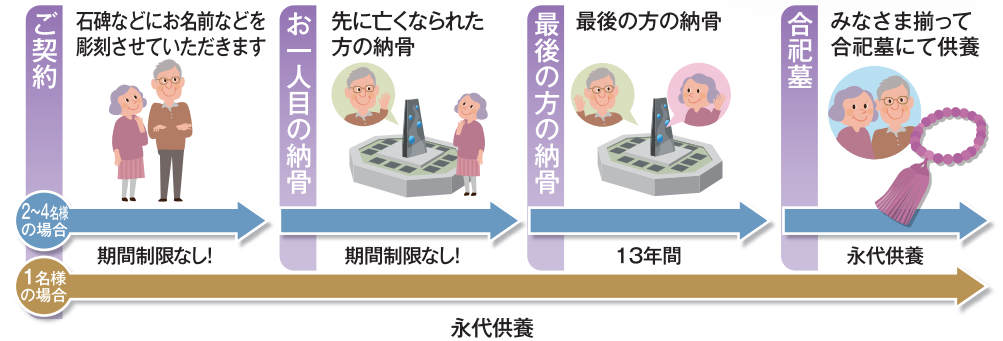 ご契約
石碑などにお名前などを
彫刻させていただきます
お一人目の納骨
先に亡くなられた
方の納骨
最後の方の納骨
最後の方の納骨
合祀墓
みなさま揃って
合祀墓にて供養
2〜4名様
の場合
期間制限なし!
期間制限なし!
13年間
永代供養
1名様
の場合
永代供養